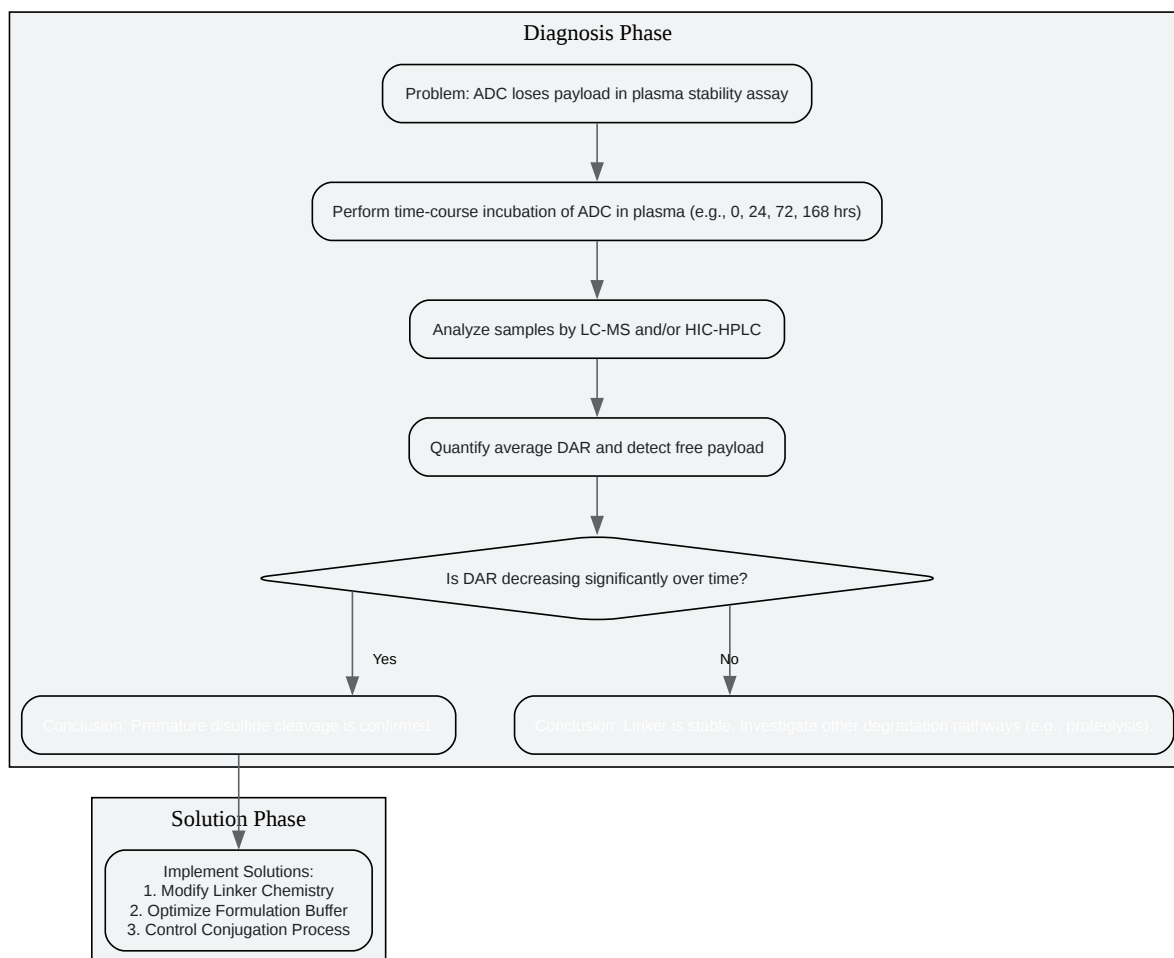 Diagnosis Phase
Problem: ADC loses payload in plasma stability assay
Perform time-course incubation of ADC in plasma (e.g., 0, 24, 72, 168 hrs)
Analyze samples by LC-MS and/or HIC-HPLC
Quantify average DAR and detect free payload
Is DAR decreasing significantly over time?
Yes
No
Conclusion: Premature disulfide cleavage is confirmed.
Conclusion: Linker is stable. Investigate other degradation pathways (e.g., proteolysis).
Solution Phase
Implement Solutions:
1. Modify Linker Chemistry
2. Optimize Formulation Buffer
3. Control Conjugation Process